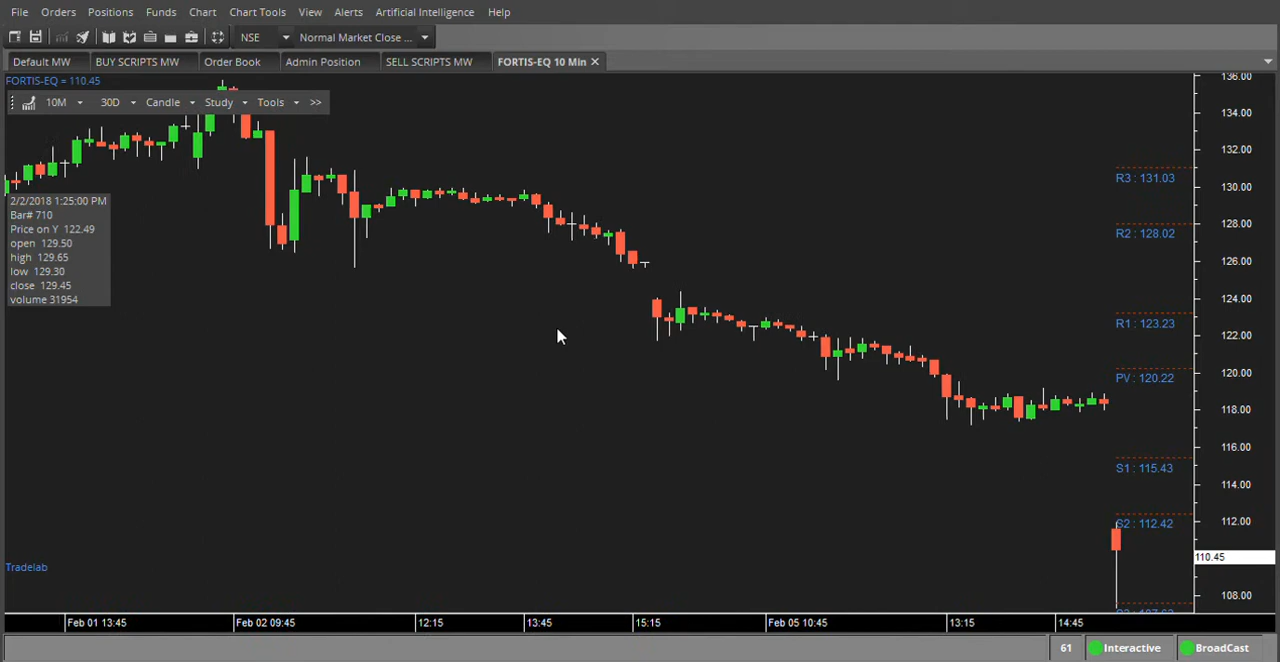 File Orders Positions Funds Chart Chart Tools View Alerts Artificial Intelligence Help
NSE Normal Market Close ...
Default MW BUY SCRIPTS MW Order Book Admin Position SELL SCRIPTS MW FORTIS-EQ 10 Min
FORTIS-EQ = 110.45
10M 30D Candle Study Tools >>
2/2/2018 1:25:00 PM
Bar# 710
Price on Y 122.49
open 129.50
high 129.65
low 129.30
close 129.45
volume 31954
R3 : 131.03
R2 : 128.02
R1 : 123.23
PV : 120.22
S1 : 115.43
S2 : 112.42
136.00
134.00
132.00
130.00
128.00
126.00
124.00
122.00
120.00
118.00
116.00
114.00
112.00
110.45
108.00
Tradelab
Feb 01 13:45 Feb 02 09:45 12:15 13:45 15:15 Feb 05 10:45 13:15 14:45
61 Interactive BroadCast